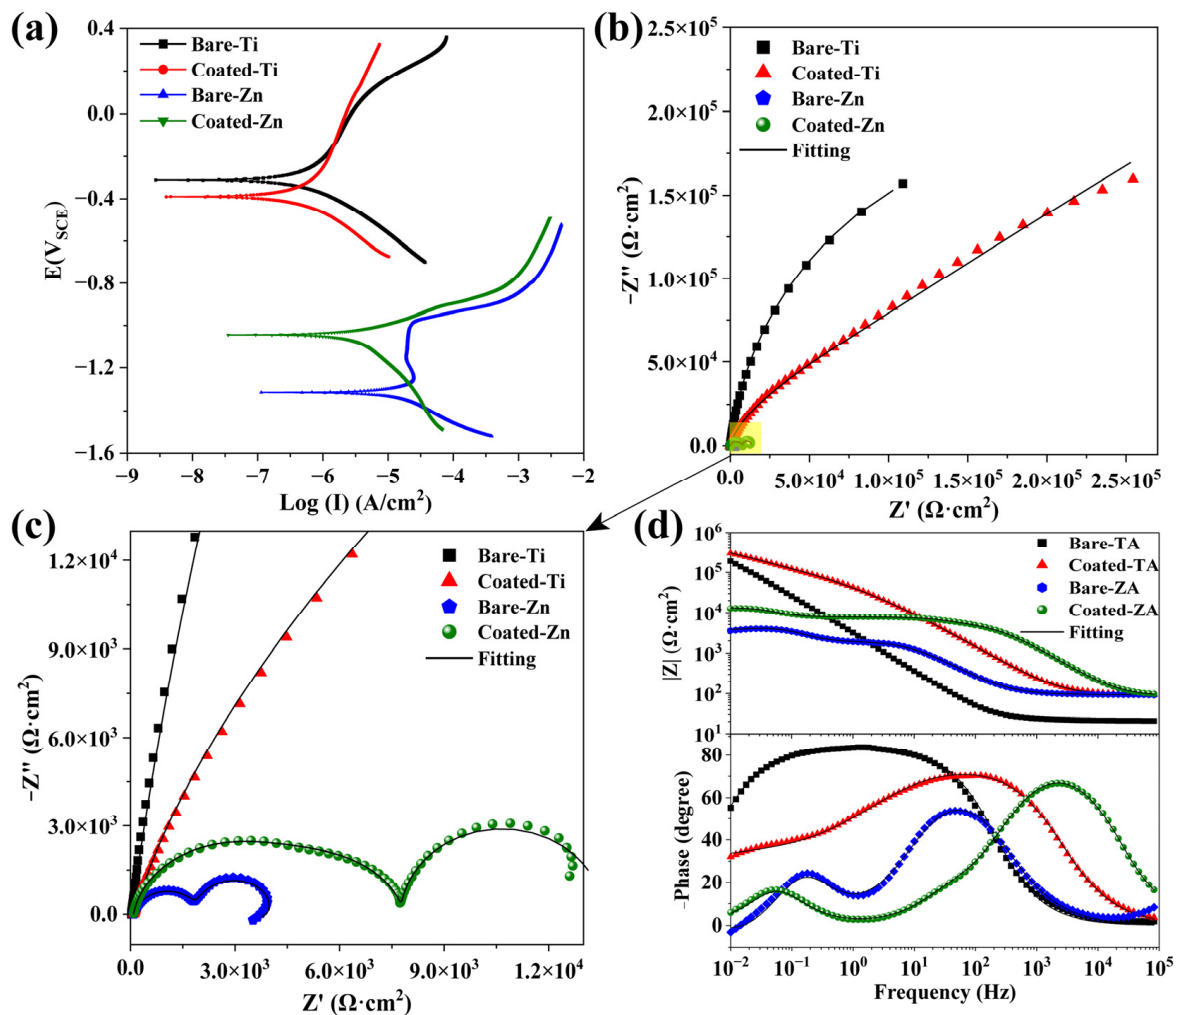 (a)
0.4
0.0
−0.4
−0.8
−1.2
−1.6
E(V_SCE)
Bare-Ti
Coated-Ti
Bare-Zn
Coated-Zn
−9 −8 −7 −6 −5 −4 −3 −2
Log (I) (A/cm²)
(b)
2.5×10⁵
2.0×10⁵
1.5×10⁵
1.0×10⁵
5.0×10⁴
0.0
−Z" (Ω·cm²)
Bare-Ti
Coated-Ti
Bare-Zn
Coated-Zn
Fitting
0.0 5.0×10⁴ 1.0×10⁵ 1.5×10⁵ 2.0×10⁵ 2.5×10⁵
Z' (Ω·cm²)
(c)
1.2×10⁴
9.0×10³
6.0×10³
3.0×10³
0.0
−Z" (Ω·cm²)
Bare-Ti
Coated-Ti
Bare-Zn
Coated-Zn
Fitting
0.0 3.0×10³ 6.0×10³ 9.0×10³ 1.2×10⁴
Z' (Ω·cm²)
(d)
10⁶
10⁵
10⁴
10³
10²
10¹
|Z| (Ω·cm²)
Bare-TA
Coated-TA
Bare-ZA
Coated-ZA
Fitting
80
60
40
20
0
−Phase (degree)
10⁻² 10⁻¹ 10⁰ 10¹ 10² 10³ 10⁴ 10⁵
Frequency (Hz)